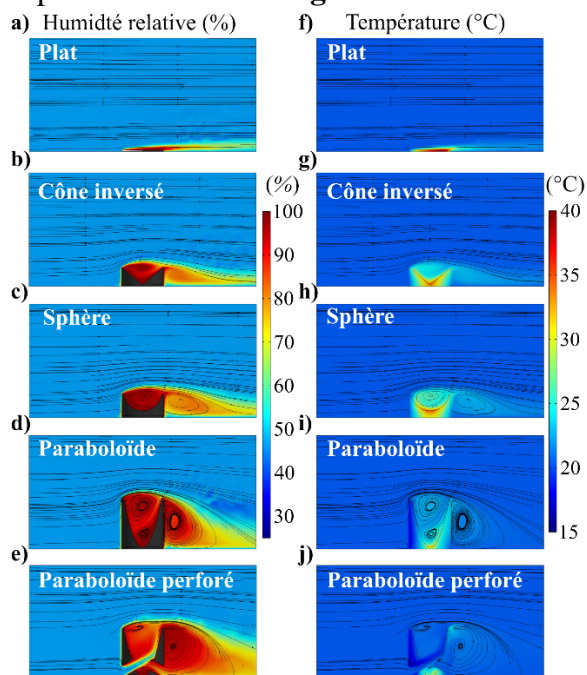 a) Humidté relative (%) f) Température (°C)
Plat Plat
b) g)
Cône inversé (%) Cône inversé (°C)
100 40
90 35
c) h)
Sphère Sphère
80 30
70
60 25
d) i)
Paraboloïde Paraboloïde
50
40 20
30 15
e) j)
Paraboloïde perforé Paraboloïde perforé